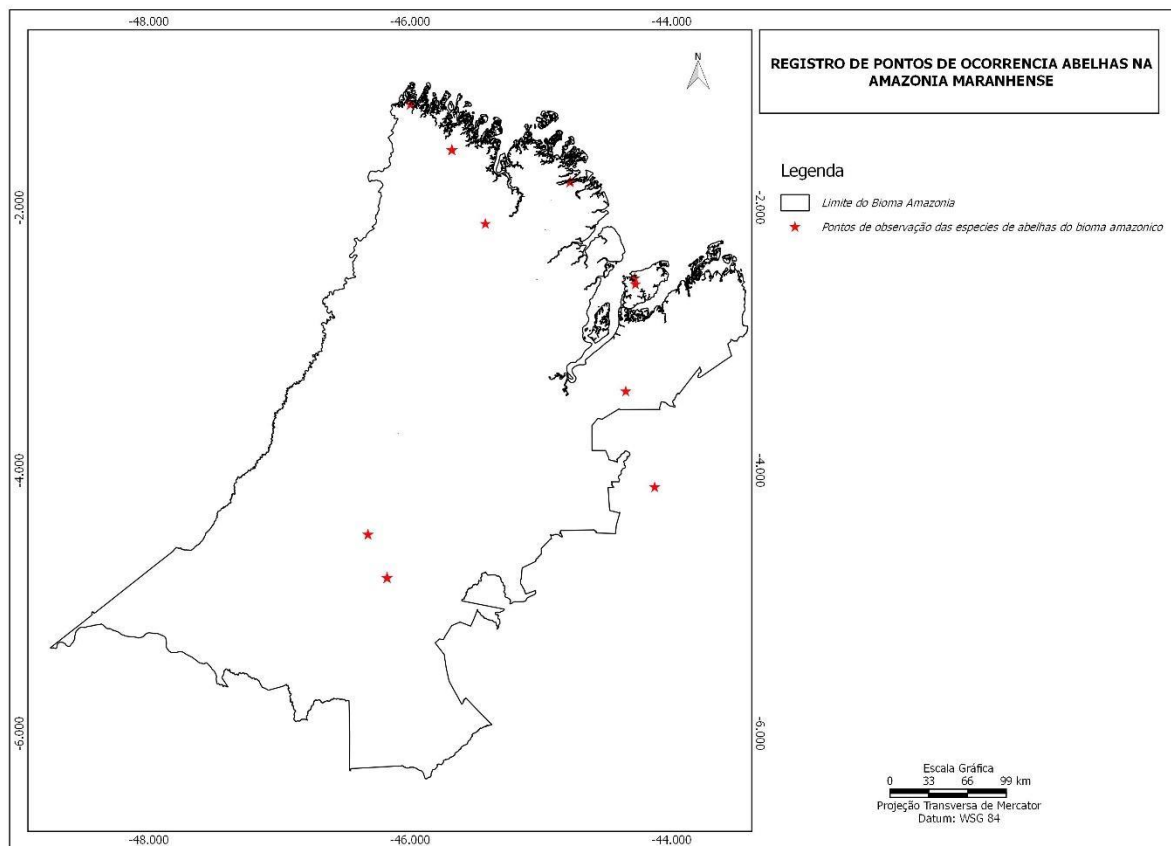 -48.000
-46.000
-44.000
N
REGISTRO DE PONTOS DE OCORRENCIA ABELHAS NA
AMAZONIA MARANHENSE
Legenda
Limite do Bioma Amazonia
Pontos de observação das especies de abelhas do bioma amazonico
-2.000
-2.000
-4.000
-4.000
-6.000
-6.000
Escala Gráfica
0 33 66 99 km
Projeção Transversa de Mercator
Datum: WSG 84
-48.000
-46.000
-44.000